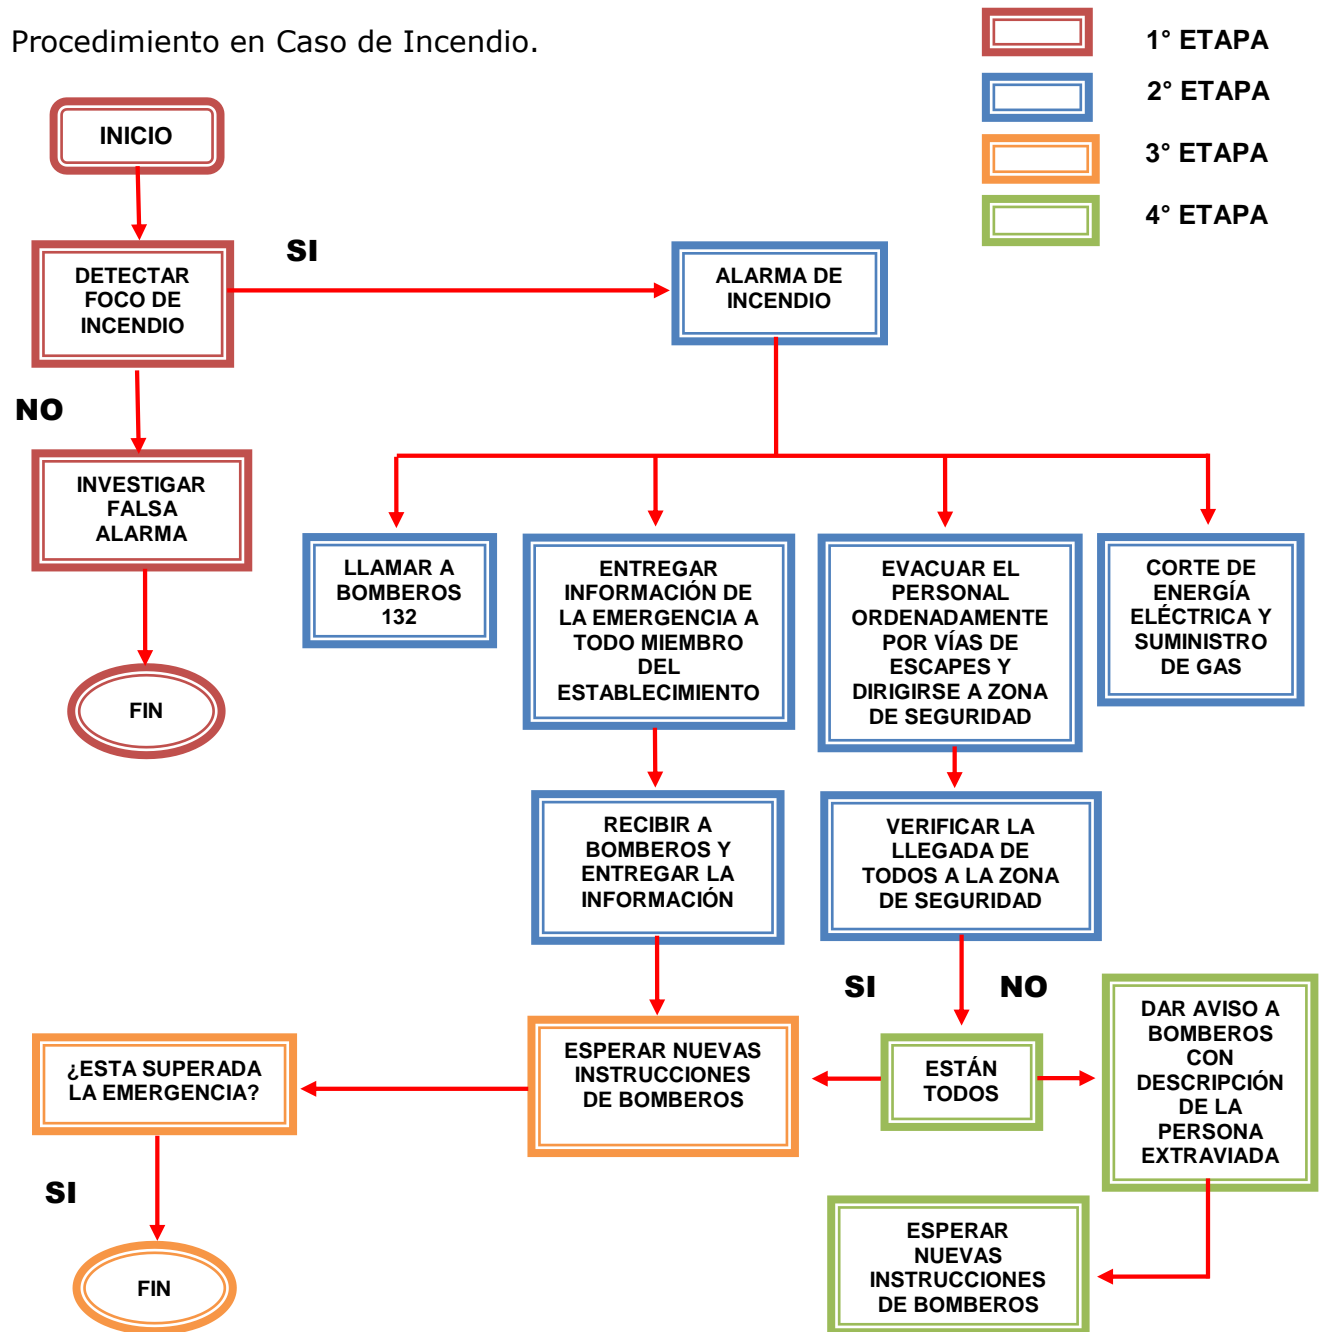 Procedimiento en Caso de Incendio.
1° ETAPA
2° ETAPA
3° ETAPA
4° ETAPA
INICIO
DETECTAR
FOCO DE
INCENDIO
SI
ALARMA DE
INCENDIO
NO
INVESTIGAR
FALSA
ALARMA
FIN
LLAMAR A
BOMBEROS
132
ENTREGAR
INFORMACIÓN DE
LA EMERGENCIA A
TODO MIEMBRO
DEL
ESTABLECIMIENTO
EVACUAR EL
PERSONAL
ORDENADAMENTE
POR VÍAS DE
ESCAPES Y
DIRIGIRSE A ZONA
DE SEGURIDAD
CORTE DE
ENERGÍA
ELÉCTRICA Y
SUMINISTRO
DE GAS
RECIBIR A
BOMBEROS Y
ENTREGAR LA
INFORMACIÓN
VERIFICAR LA
LLEGADA DE
TODOS A LA ZONA
DE SEGURIDAD
SI
NO
¿ESTA SUPERADA
LA EMERGENCIA?
ESPERAR NUEVAS
INSTRUCCIONES
DE BOMBEROS
ESTÁN
TODOS
DAR AVISO A
BOMBEROS
CON
DESCRIPCIÓN
DE LA
PERSONA
EXTRAVIADA
SI
FIN
ESPERAR
NUEVAS
INSTRUCCIONES
DE BOMBEROS